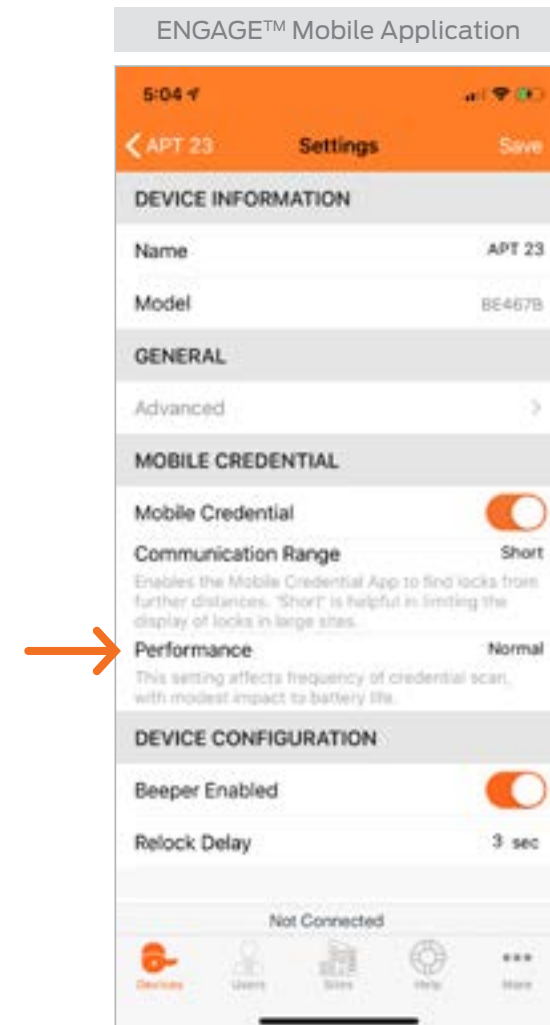 ENGAGE™ Mobile Application
5:04
APT 23
Settings
Save
DEVICE INFORMATION
Name
APT 23
Model
BE467B
GENERAL
Advanced
MOBILE CREDENTIAL
Mobile Credential
Communication Range
Short
Enables the Mobile Credential App to find locks from
further distances. 'Short' is helpful in limiting the
display of locks in large sites.
Performance
Normal
This setting affects frequency of credential scan,
with modest impact to battery life.
DEVICE CONFIGURATION
Beeper Enabled
Relock Delay
3 sec
Not Connected
Devices
Users
Sites
Help
More